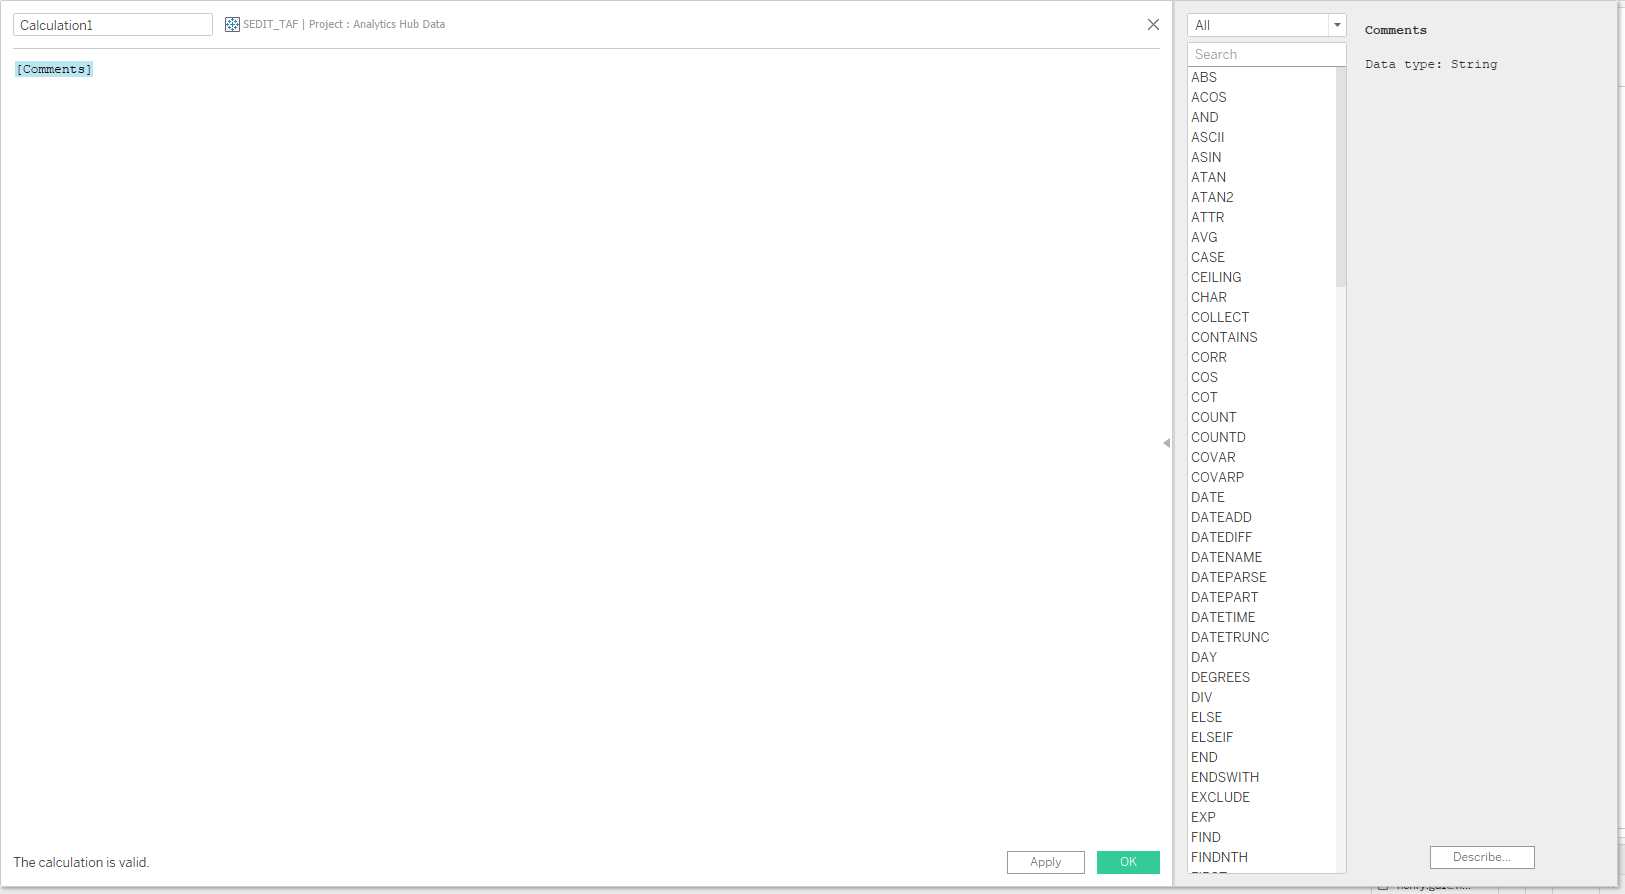 Calculation1
SEDIT_TAF | Project : Analytics Hub Data
[Comments]
The calculation is valid.
Apply
OK
All
Search
ABS
ACOS
AND
ASCII
ASIN
ATAN
ATAN2
ATTR
AVG
CASE
CEILING
CHAR
COLLECT
CONTAINS
CORR
COS
COT
COUNT
COUNTD
COVAR
COVARP
DATE
DATEADD
DATEDIFF
DATENAME
DATEPARSE
DATEPART
DATETIME
DATETRUNC
DAY
DEGREES
DIV
ELSE
ELSEIF
END
ENDSWITH
EXCLUDE
EXP
FIND
FINDNTH
Comments
Data type: String
Describe...